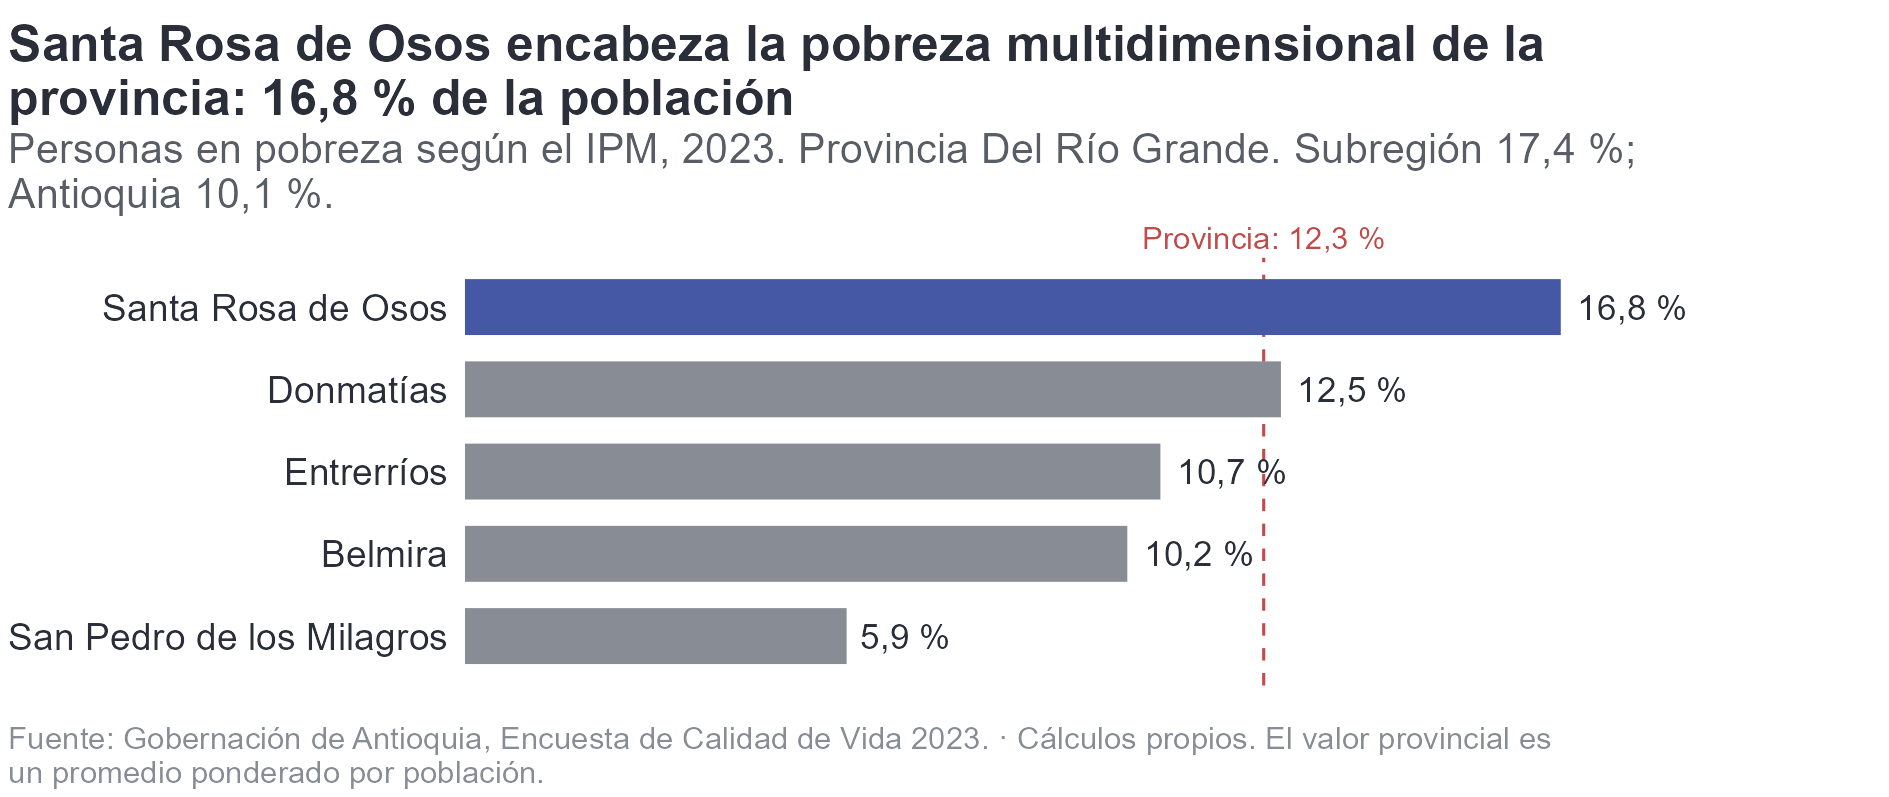 Santa Rosa de Osos encabeza la pobreza multidimensional de la
provincia: 16,8 % de la población
Personas en pobreza según el IPM, 2023. Provincia Del Río Grande. Subregión 17,4 %;
Antioquia 10,1 %.
Provincia: 12,3 %
Santa Rosa de Osos 16,8 %
Donmatías 12,5 %
Entrerríos 10,7 %
Belmira 10,2 %
San Pedro de los Milagros 5,9 %
Fuente: Gobernación de Antioquia, Encuesta de Calidad de Vida 2023. · Cálculos propios. El valor provincial es
un promedio ponderado por población.